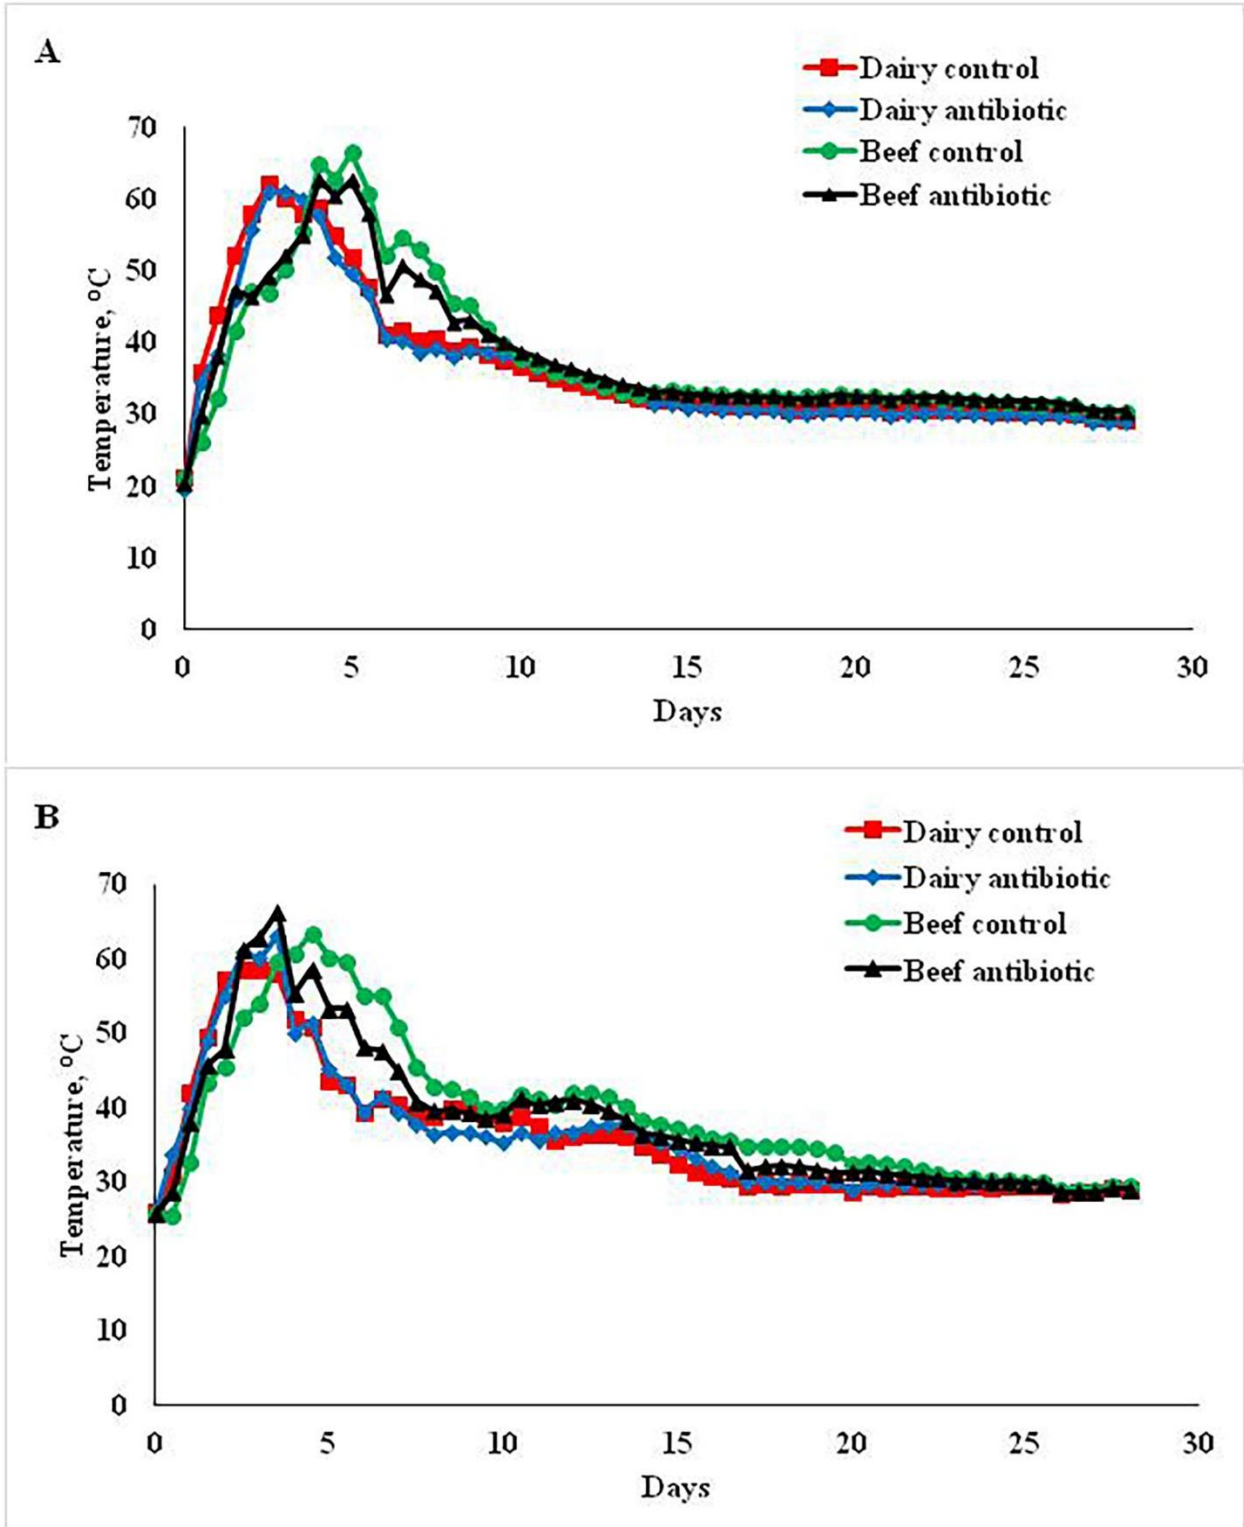 A
Dairy control
Dairy antibiotic
Beef control
Beef antibiotic
70
60
50
40
30
20
10
0
Temperature, °C
0 5 10 15 20 25 30
Days
B
Dairy control
Dairy antibiotic
Beef control
Beef antibiotic
70
60
50
40
30
20
10
0
Temperature, °C
0 5 10 15 20 25 30
Days